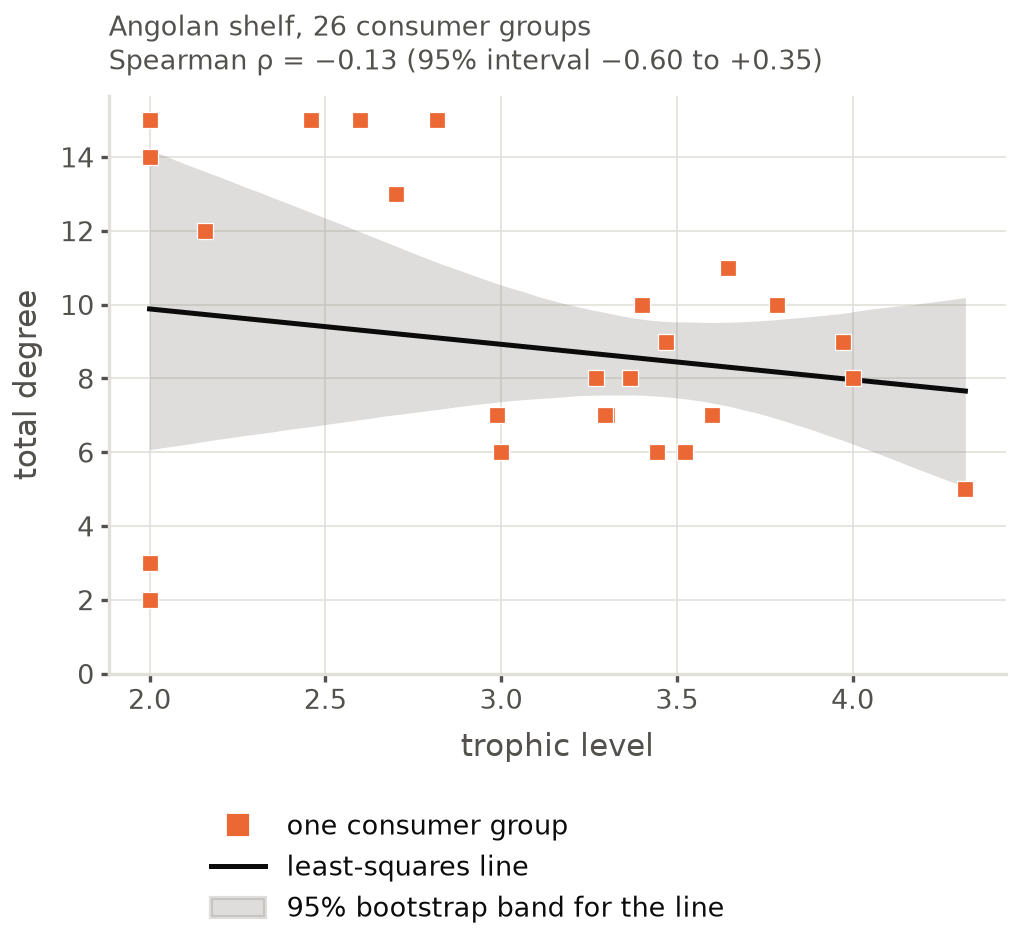 Angolan shelf, 26 consumer groups
Spearman ρ = −0.13 (95% interval −0.60 to +0.35)
14
12
10
8
6
4
2
0
total degree
2.0 2.5 3.0 3.5 4.0
trophic level
one consumer group
least-squares line
95% bootstrap band for the line